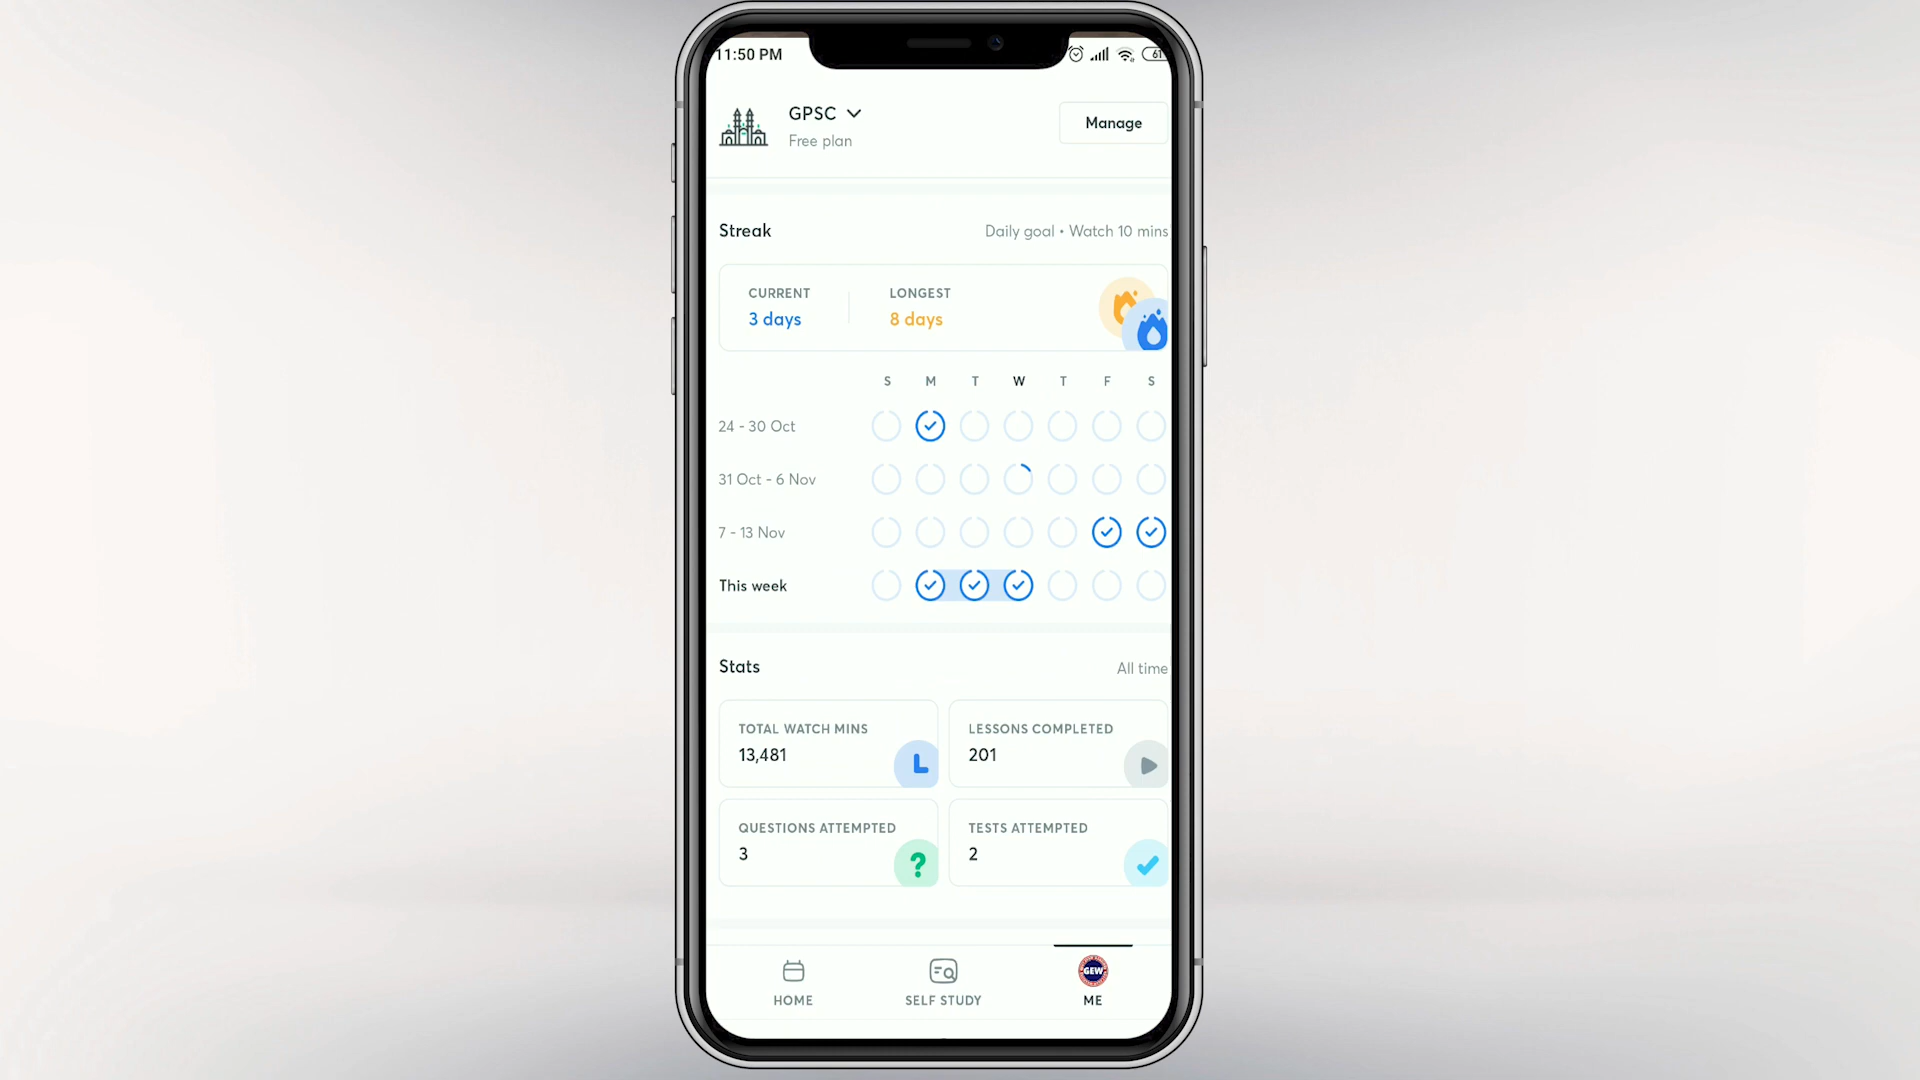 11:50 PM
61
GPSC
Free plan
Manage
Streak
Daily goal • Watch 10 mins
CURRENT
3 days
LONGEST
8 days
S M T W T F S
24 - 30 Oct
31 Oct - 6 Nov
7 - 13 Nov
This week
Stats
All time
TOTAL WATCH MINS
13,481
LESSONS COMPLETED
201
QUESTIONS ATTEMPTED
3
?
TESTS ATTEMPTED
2
HOME
SELF STUDY
GEW
ME